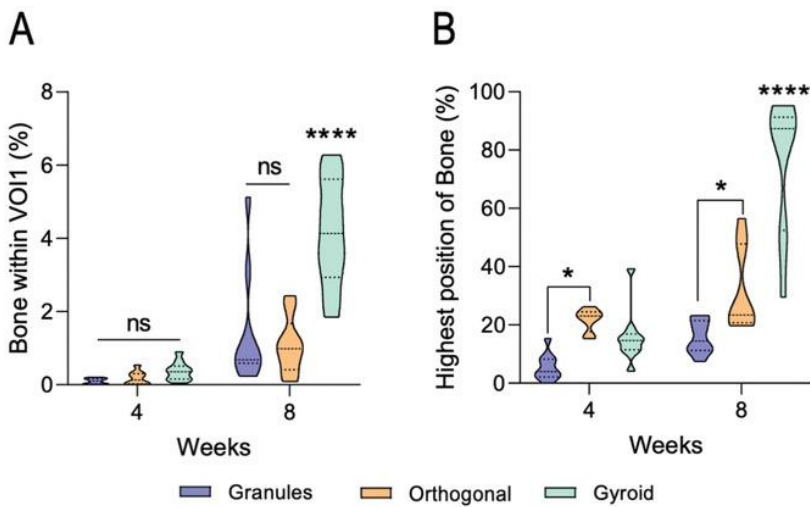 A
Bone within VOI1 (%)
8
6
4
2
0
ns
ns
****
4
8
Weeks
B
Highest position of Bone (%)
100
80
60
40
20
0
*
*
****
4
8
Weeks
Granules
Orthogonal
Gyroid